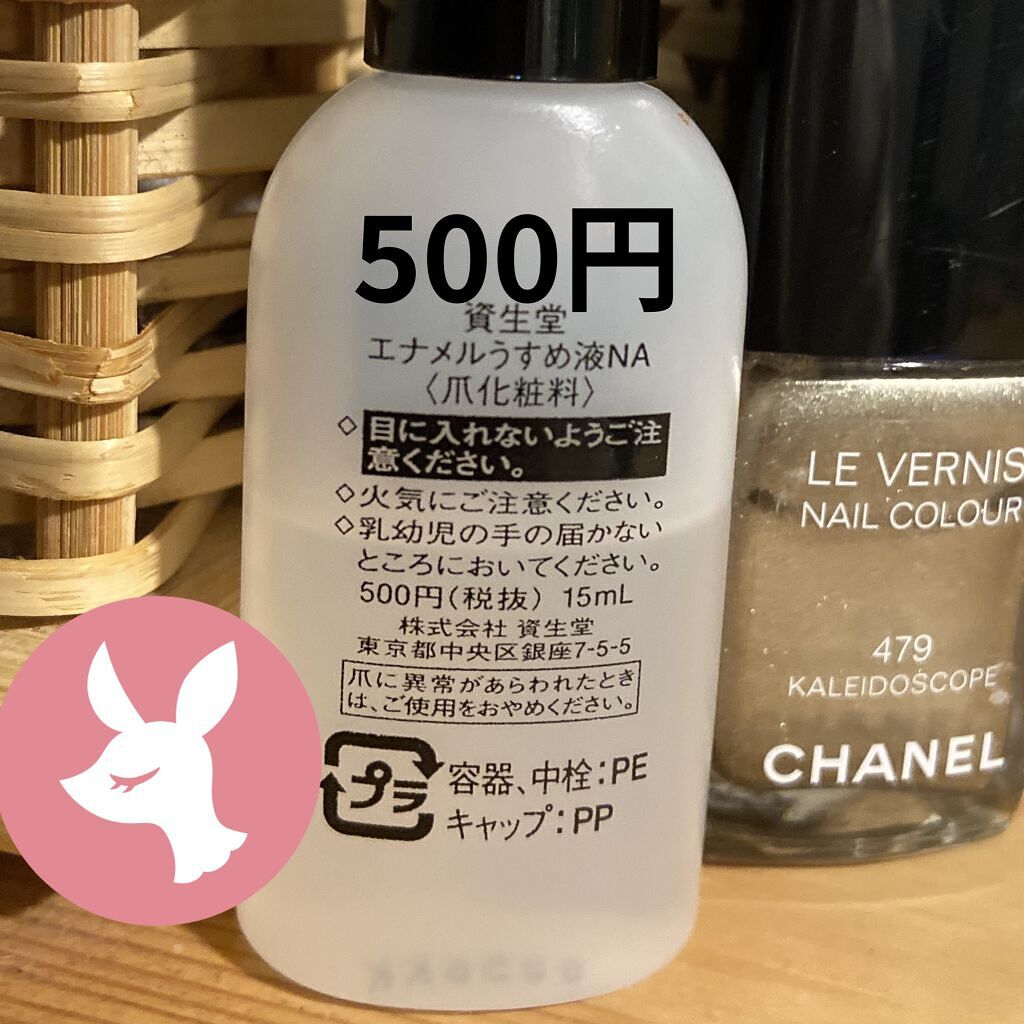 500円
資生堂
エナメルうすめ液NA
〈爪化粧料〉
◇目に入れないようご注
意ください。
◇火気にご注意ください。
◇乳幼児の手の届かない
ところにおいてください。
500円(税抜) 15mL
株式会社 資生堂
東京都中央区銀座7-5-5
爪に異常があらわれたとき
は、ご使用をおやめください。
プラ
容器、中栓:PE
キャップ:PP
LE VERNIS
NAIL COLOUR
479
KALEIDOSCOPE
CHANEL